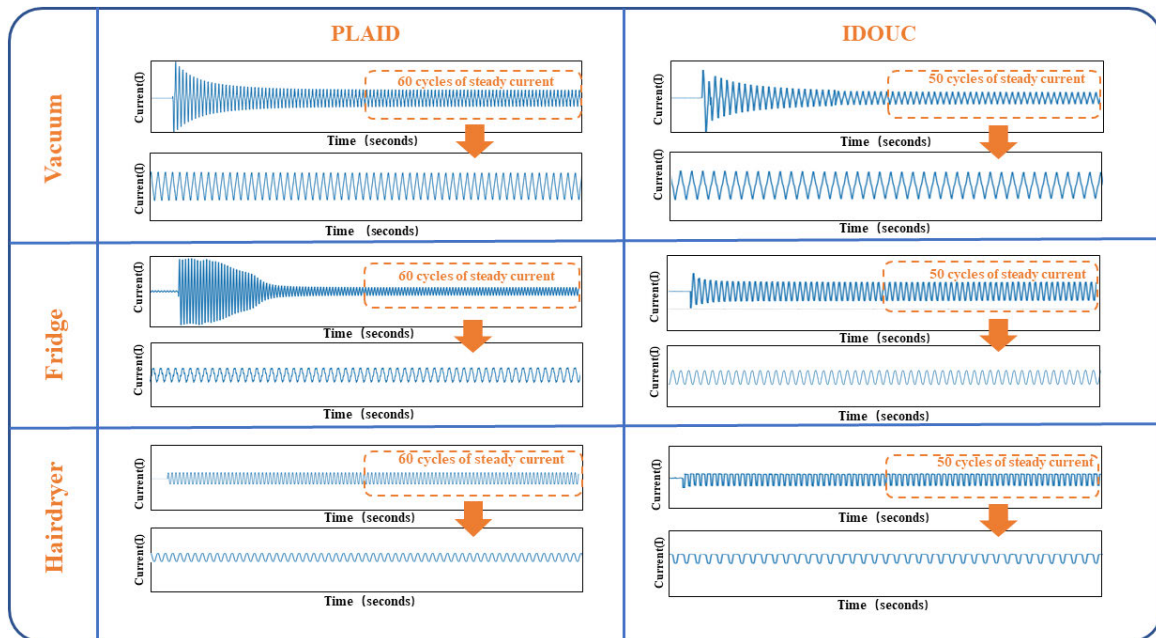 PLAID
IDOUC
Vacuum
Current(I)
60 cycles of steady current
Time (seconds)
Current(I)
Time (seconds)
Current(I)
50 cycles of steady current
Time (seconds)
Current(I)
Time (seconds)
Fridge
Current(I)
60 cycles of steady current
Time (seconds)
Current(I)
Time (seconds)
Current(I)
50 cycles of steady current
Time (seconds)
Current(I)
Time (seconds)
Hairdryer
Current(I)
60 cycles of steady current
Time (seconds)
Current(I)
Time (seconds)
Current(I)
50 cycles of steady current
Time (seconds)
Current(I)
Time (seconds)